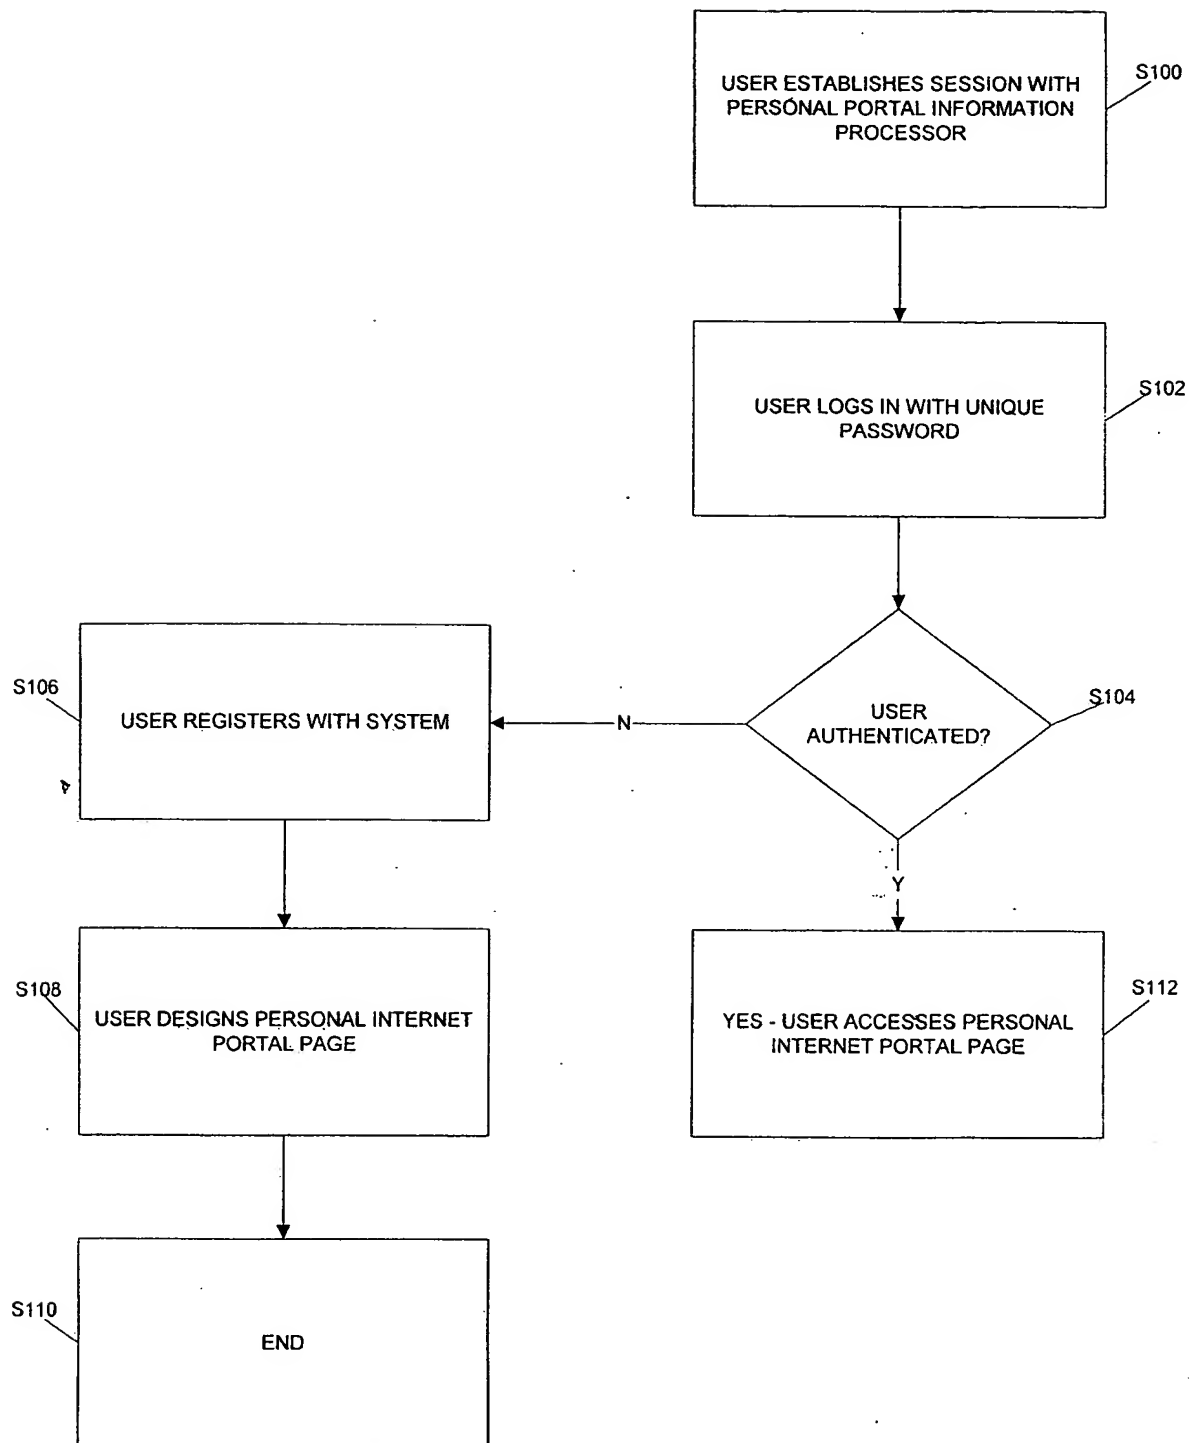 USER ESTABLISHES SESSION WITH
PERSONAL PORTAL INFORMATION
PROCESSOR
S100
USER LOGS IN WITH UNIQUE
PASSWORD
S102
USER
AUTHENTICATED?
S104
N
USER REGISTERS WITH SYSTEM
S106
Y
USER DESIGNS PERSONAL INTERNET
PORTAL PAGE
S108
YES - USER ACCESSES PERSONAL
INTERNET PORTAL PAGE
S112
END
S110